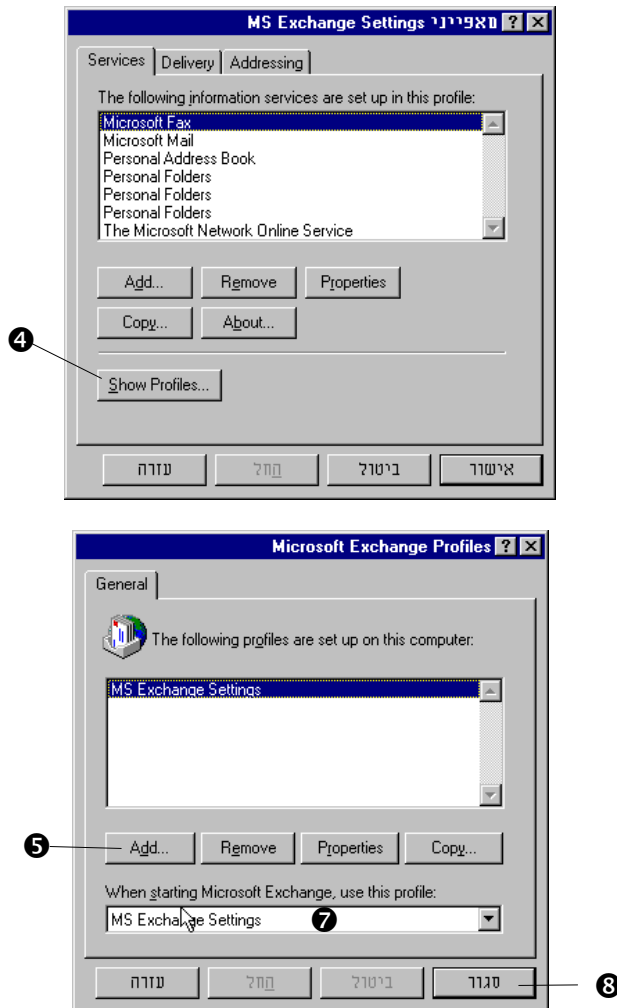 MS Exchange Settings מאפייני
Services Delivery Addressing
The following information services are set up in this profile:
Microsoft Fax
Microsoft Mail
Personal Address Book
Personal Folders
Personal Folders
Personal Folders
The Microsoft Network Online Service
Add... Remove Properties
Copy... About...
❹
Show Profiles...
אישור ביטול החל עזרה
Microsoft Exchange Profiles
General
The following profiles are set up on this computer:
MS Exchange Settings
❺ Add... Remove Properties Copy...
When starting Microsoft Exchange, use this profile:
MS Exchange Settings ❼
סגור ביטול החל עזרה ❽